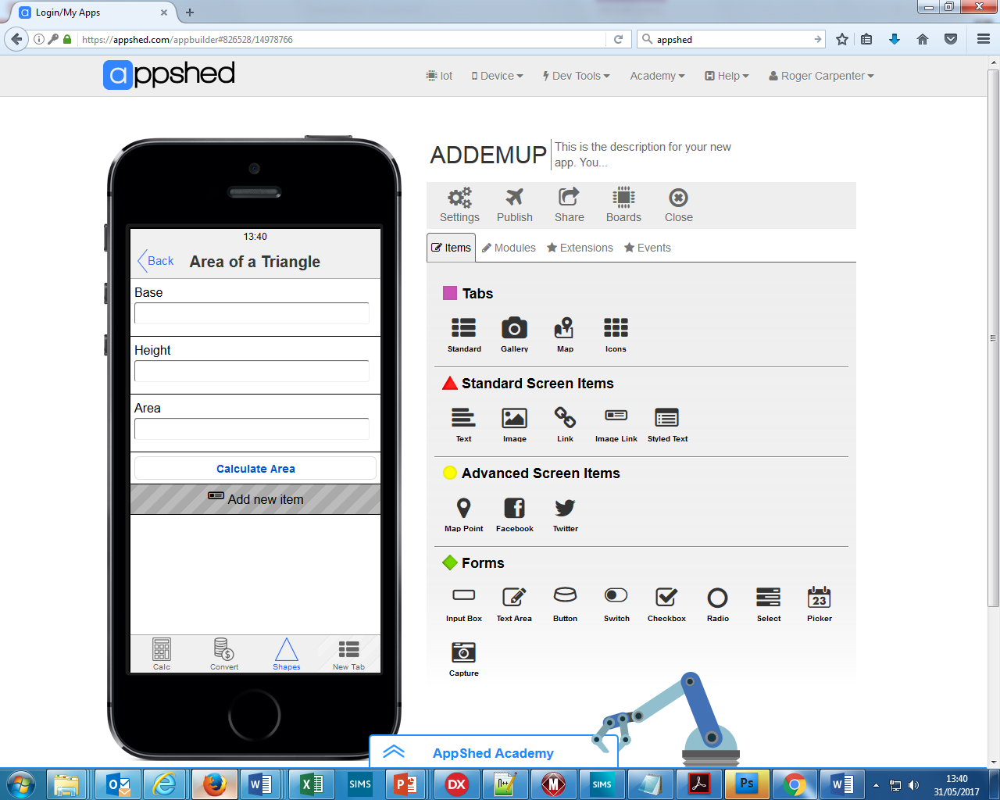 Login/My Apps
https://appshed.com/appbuilder#826528/14978766
appshed
appshed
Iot
Device
Dev Tools
Academy
Help
Roger Carpenter
ADDEMUP
This is the description for your new
app. You...
Settings
Publish
Share
Boards
Close
Items
Modules
Extensions
Events
13:40
Back
Area of a Triangle
Base
Height
Area
Calculate Area
Add new item
Calc
Convert
Shapes
New Tab
Tabs
Standard
Gallery
Map
Icons
Standard Screen Items
Text
Image
Link
Image Link
Styled Text
Advanced Screen Items
Map Point
Facebook
Twitter
Forms
Input Box
Text Area
Button
Switch
Checkbox
Radio
Select
23
Picker
Capture
AppShed Academy
SIMS
DX
N++
M
SIMS
Ps
13:40
31/05/2017